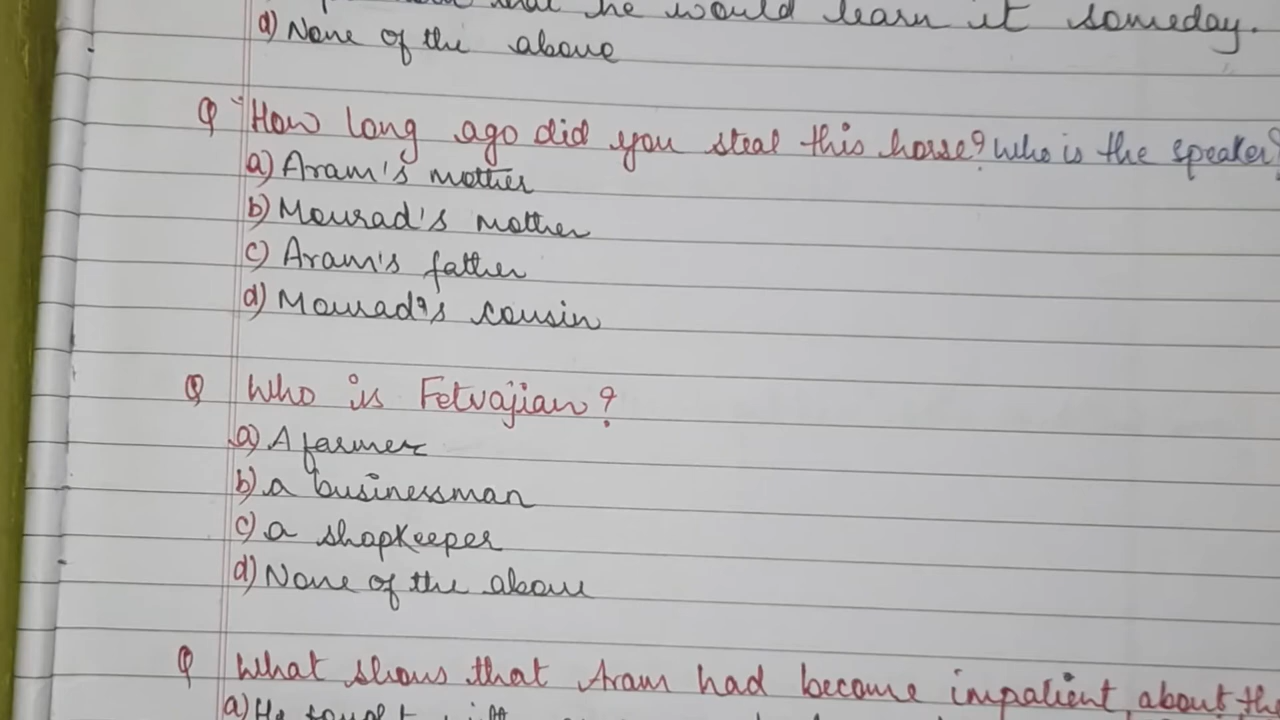 that he would learn it someday.
d) None of the above
Q How long ago did you steal this horse? Who is the speaker?
a) Aram's mother
b) Mourad's mother
c) Aram's father
d) Mourad's cousin
Q Who is Fetvajian?
a) A farmer
b) a businessman
c) a shopkeeper
d) None of the above
Q What shows that Aram had become impatient about
a) He